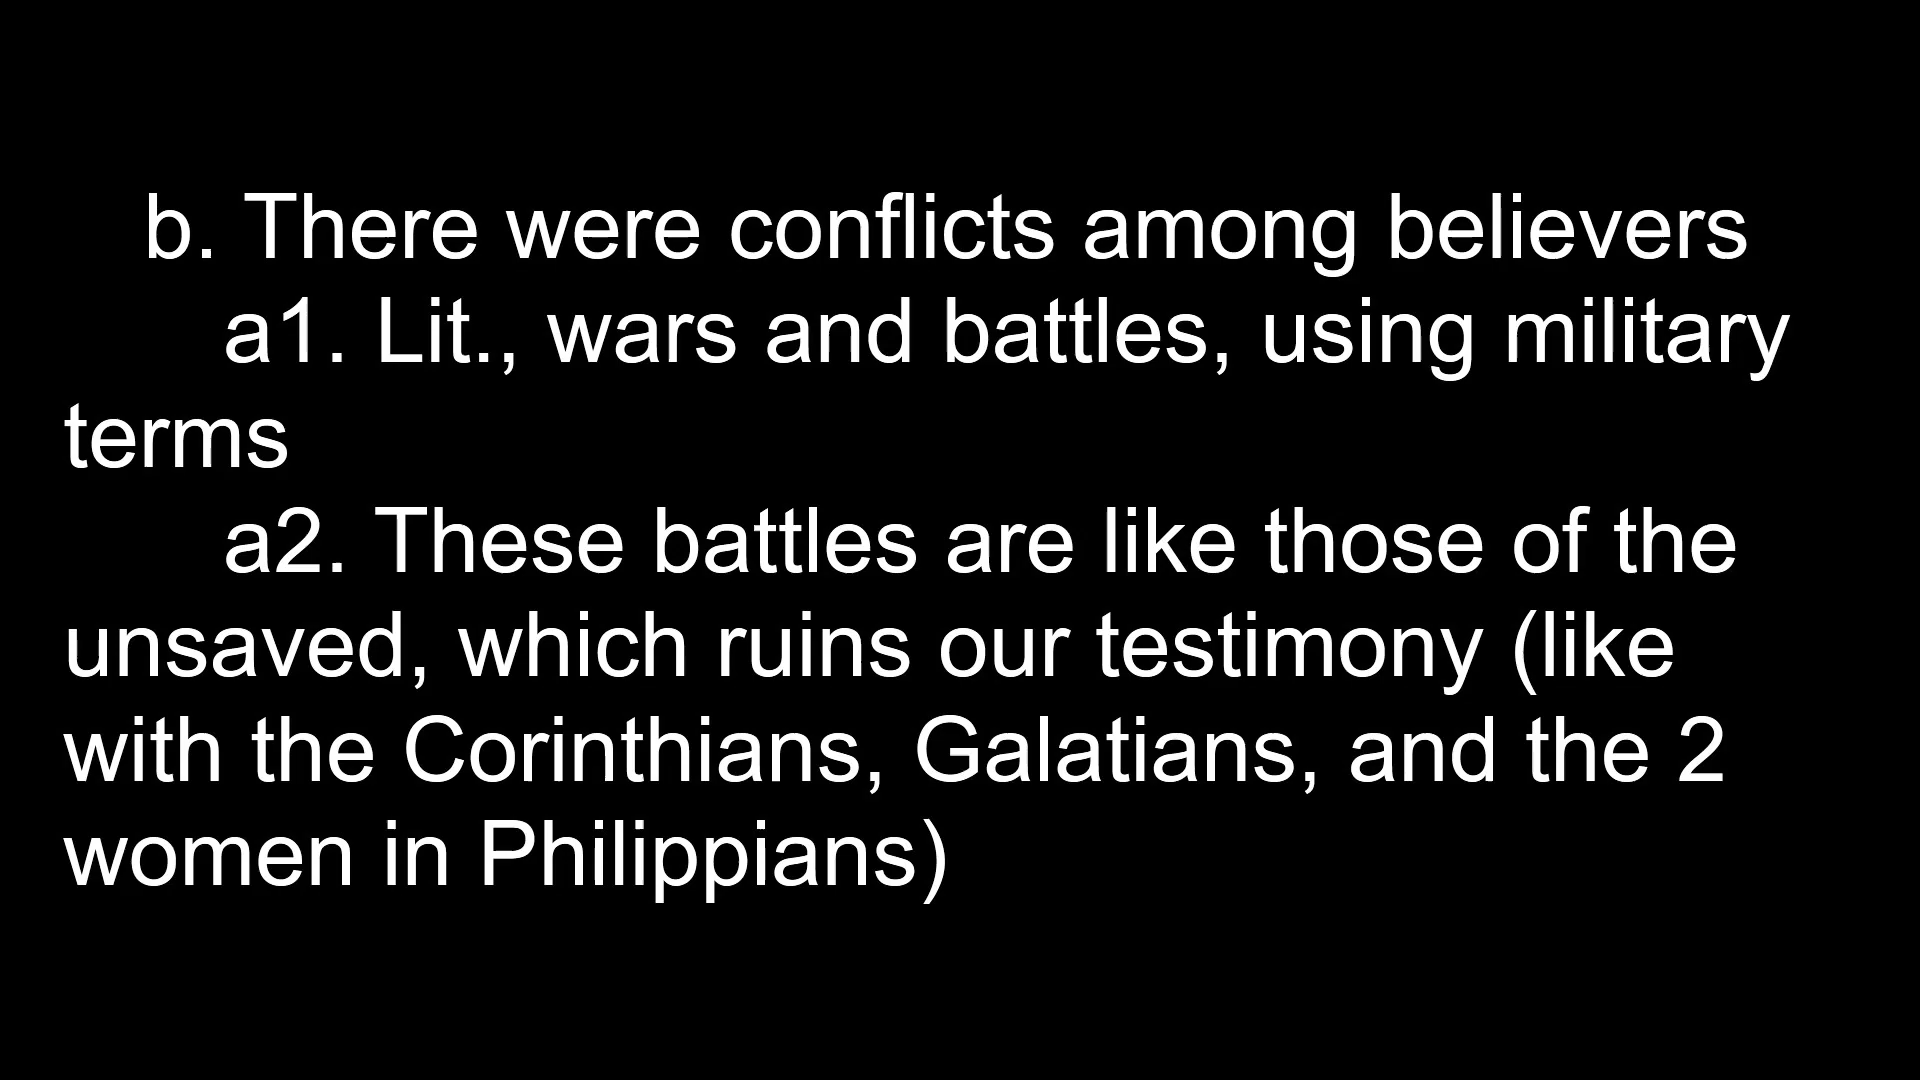 b. There were conflicts among believers
a1. Lit., wars and battles, using military
terms
a2. These battles are like those of the
unsaved, which ruins our testimony (like
with the Corinthians, Galatians, and the 2
women in Philippians)